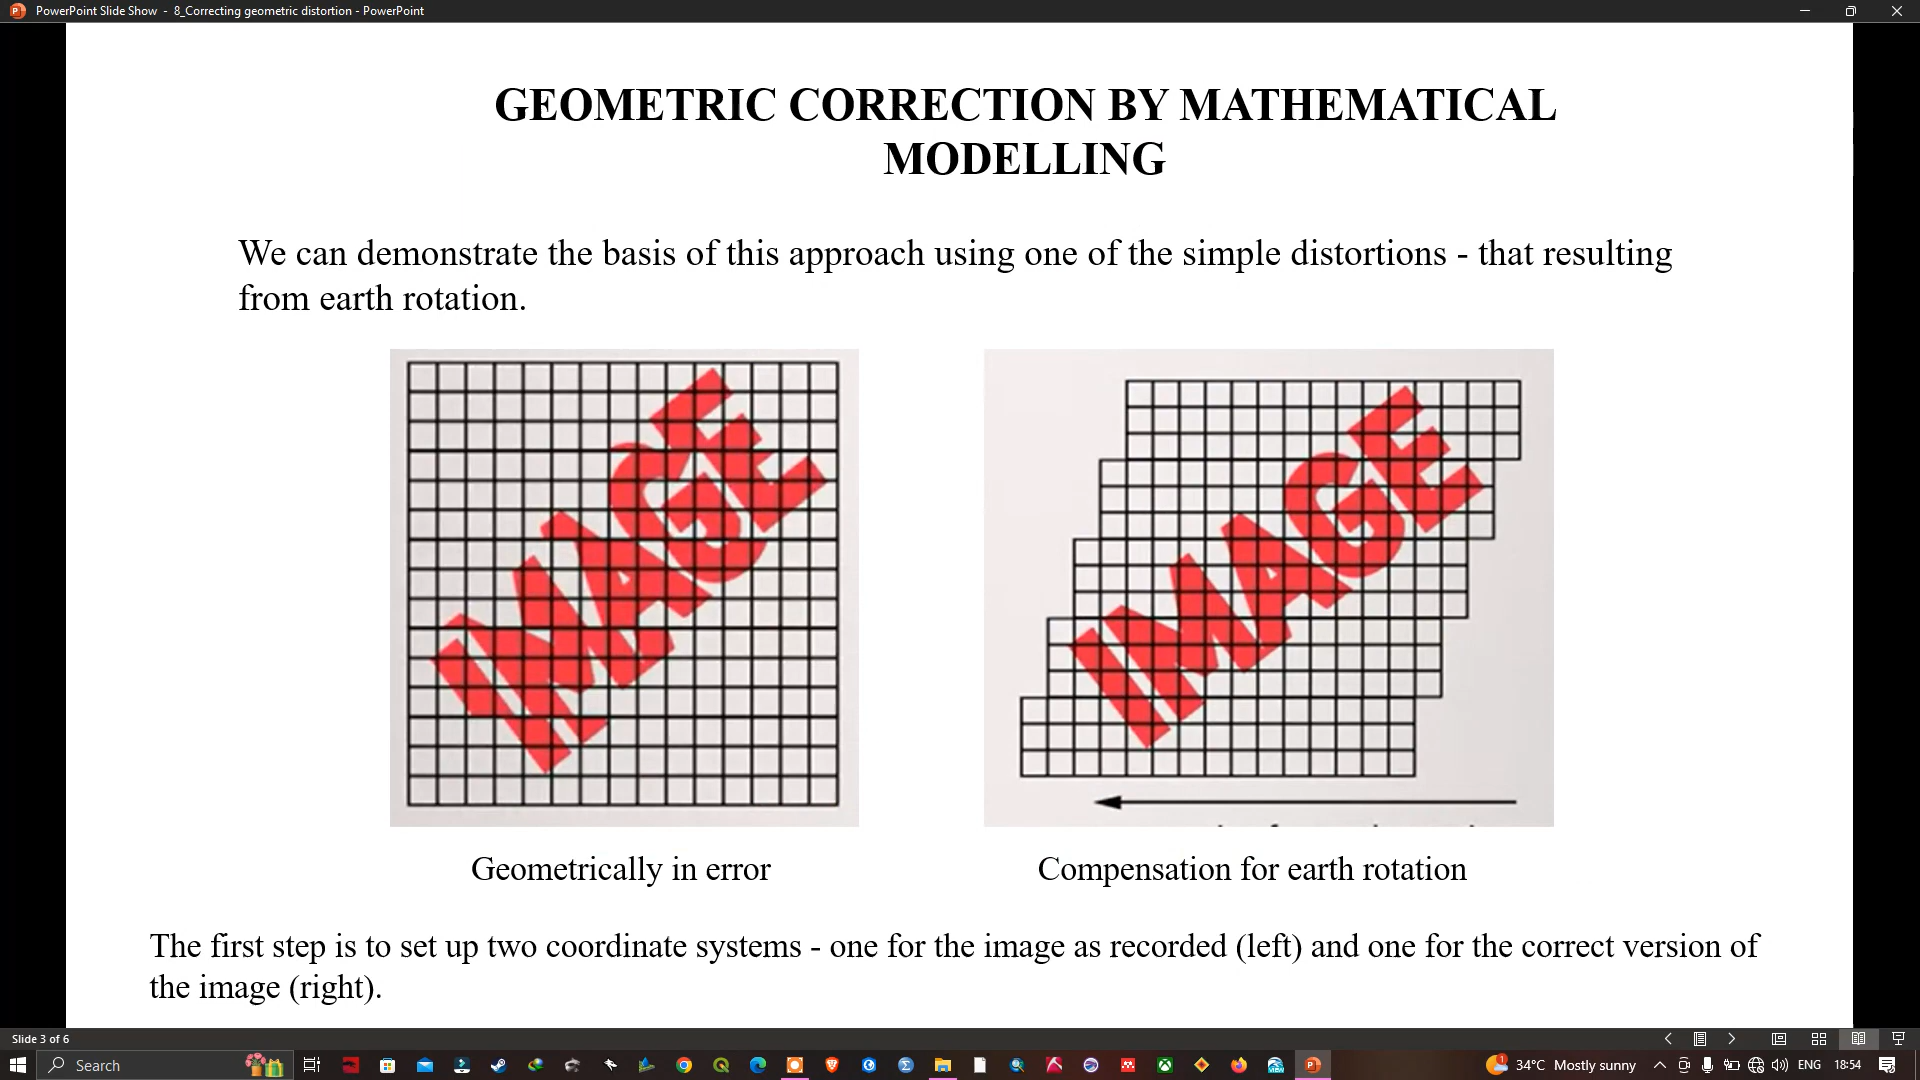 PowerPoint Slide Show - 8_Correcting geometric distortion - PowerPoint
GEOMETRIC CORRECTION BY MATHEMATICAL
MODELLING
We can demonstrate the basis of this approach using one of the simple distortions - that resulting
from earth rotation.
IMAGE
IMAGE
Geometrically in error
Compensation for earth rotation
The first step is to set up two coordinate systems - one for the image as recorded (left) and one for the correct version of
the image (right).
Slide 3 of 6
Search
34°C Mostly sunny
ENG
18:54